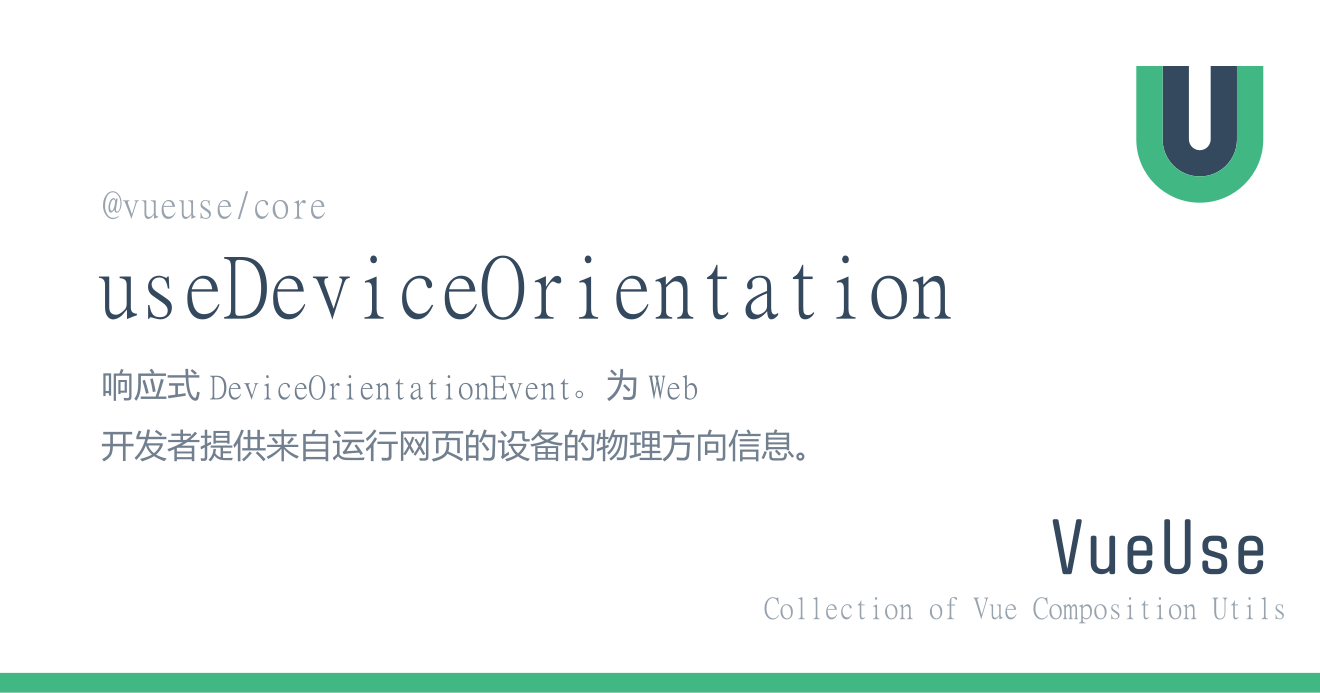 @vueuse/core
useDeviceOrientation
响应式 DeviceOrientationEvent。为 Web
开发者提供来自运行网页的设备的物理方向信息。
VueUse
Collection of Vue Composition Utils